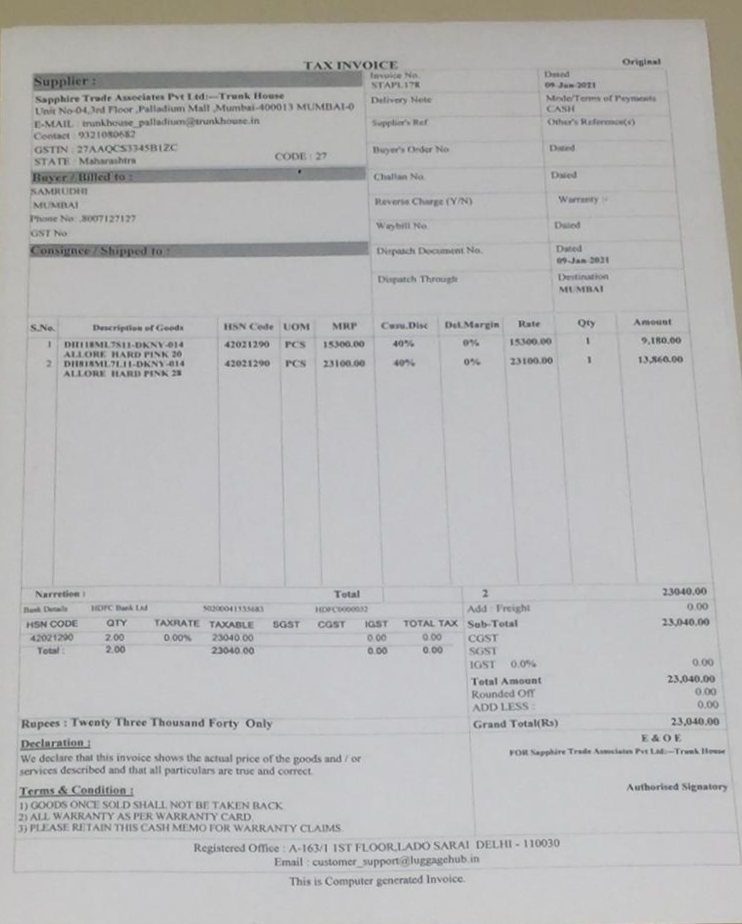 TAX INVOICE
Original
Supplier :
Sapphire Trade Associates Pvt Ltd:--Trunk House
Unit No-04,3rd Floor ,Palladium Mall ,Mumbai-400013 MUMBAI-0
E-MAIL : trunkhouse_palladium@trunkhouse.in
Contact : 9321080682
GSTIN : 27AAQCS3345B1ZC
STATE : Maharashtra CODE : 27
Buyer / Billed to :
SAMRUDHI
MUMBAI
Phone No :8007127127
GST No
Consignee / Shipped to :
Invoice No. Dated
STAPL178 09-Jan-2021
Delivery Note Mode/Terms of Payments
CASH
Supplier's Ref Other's Reference(s)
Buyer's Order No Dated
Challan No. Dated
Reverse Charge (Y/N) Warranty :-
Waybill No. Dated
Dispatch Document No. Dated
09-Jan-2021
Dispatch Through Destination
MUMBAI
S.No. Description of Goods HSN Code UOM MRP Cusu.Disc Del.Margin Rate Qty Amount
1 DH118ML7S11-DKNY-014 42021290 PCS 15300.00 40% 0% 15300.00 1 9,180.00
ALLORE HARD PINK 20
2 DH818ML7L11-DKNY-014 42021290 PCS 23100.00 40% 0% 23100.00 1 13,860.00
ALLORE HARD PINK 28
Narretion : Total 2 23040.00
Bank Details HDFC Bank Ltd HDFC0000032
Add : Freight 0.00
HSN CODE QTY TAXRATE TAXABLE SGST CGST IGST TOTAL TAX
42021290 2.00 0.00% 23040.00 0.00 0.00
Total : 2.00 23040.00 0.00 0.00
Sub-Total 23,040.00
CGST
SGST
IGST 0.0% 0.00
Total Amount 23,040.00
Rounded Off 0.00
ADD LESS : 0.00
Rupees : Twenty Three Thousand Forty Only
Grand Total(Rs) 23,040.00
Declaration :
We declare that this invoice shows the actual price of the goods and / or
services described and that all particulars are true and correct.
E & O E
FOR Sapphire Trade Associates Pvt Ltd:--Trunk House
Authorised Signatory
Terms & Condition :
1) GOODS ONCE SOLD SHALL NOT BE TAKEN BACK
2) ALL WARRANTY AS PER WARRANTY CARD.
3) PLEASE RETAIN THIS CASH MEMO FOR WARRANTY CLAIMS.
Registered Office : A-163/1 1ST FLOOR,LADO SARAI DELHI - 110030
Email : customer_support@luggagehub.in
This is Computer generated Invoice.